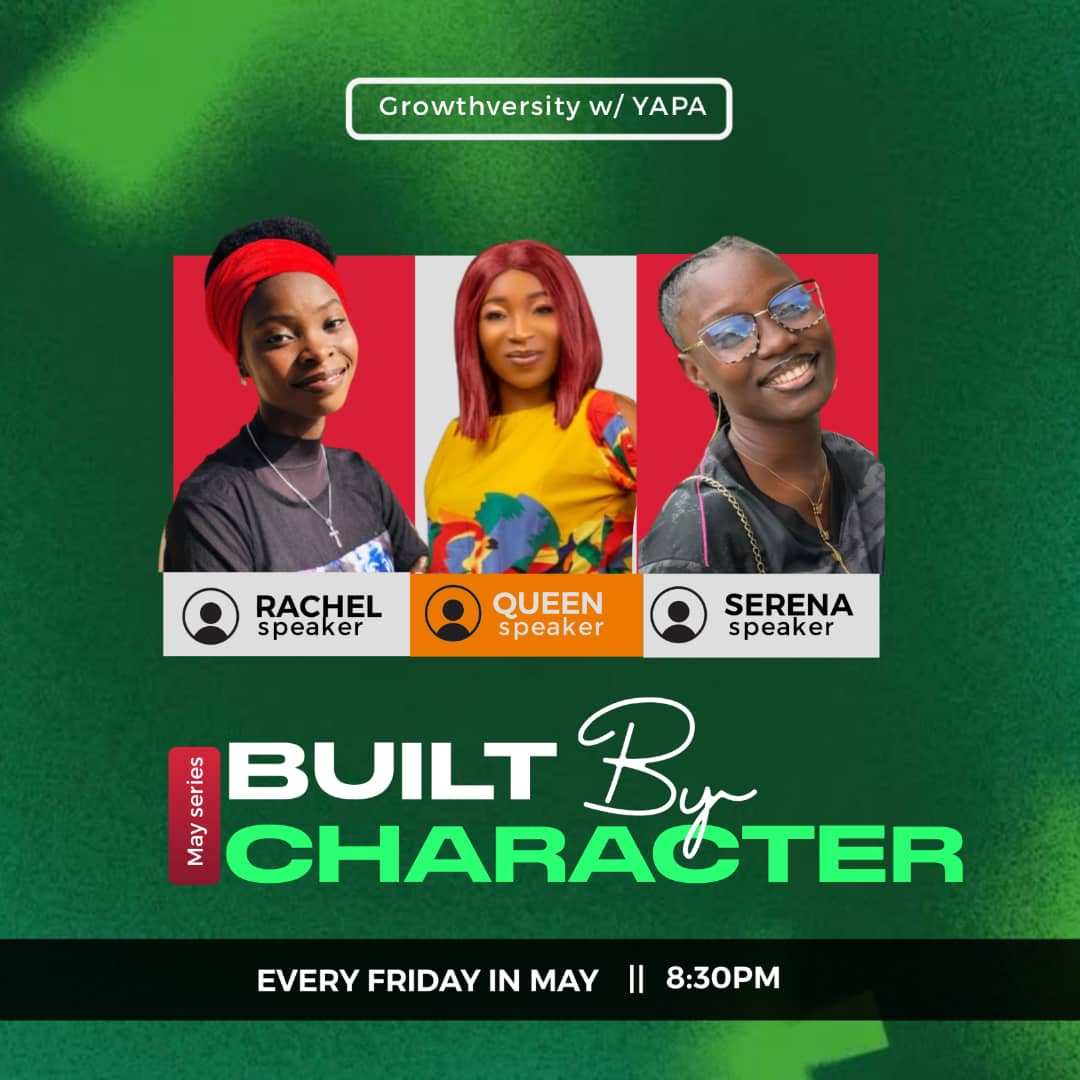 Growthversity w/ YAPA
RACHEL
speaker
QUEEN
speaker
SERENA
speaker
May series
BUILT By
CHARACTER
EVERY FRIDAY IN MAY || 8:30PM